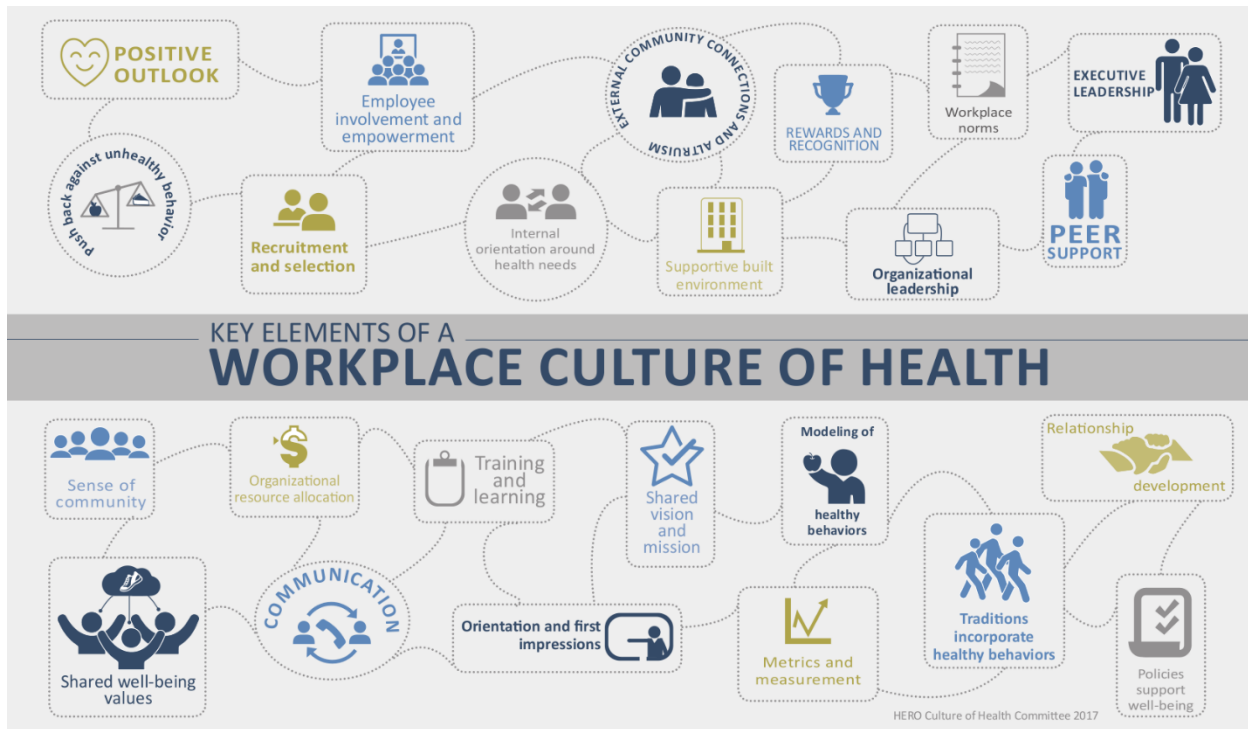 POSITIVE
OUTLOOK
Employee
involvement and
empowerment
EXTERNAL COMMUNITY CONNECTIONS AND ALTRUISM
REWARDS AND
RECOGNITION
Workplace
norms
EXECUTIVE
LEADERSHIP
Push back against unhealthy behavior
Recruitment
and selection
Internal
orientation around
health needs
Supportive built
environment
Organizational
leadership
PEER
SUPPORT
KEY ELEMENTS OF A
WORKPLACE CULTURE OF HEALTH
Sense of
community
Organizational
resource allocation
Training
and
learning
Shared
vision
and
mission
Modeling of
healthy
behaviors
Relationship
development
Shared well-being
values
COMMUNICATION
Orientation and first
impressions
Metrics and
measurement
Traditions
incorporate
healthy behaviors
Policies
support
well-being
HERO Culture of Health Committee 2017